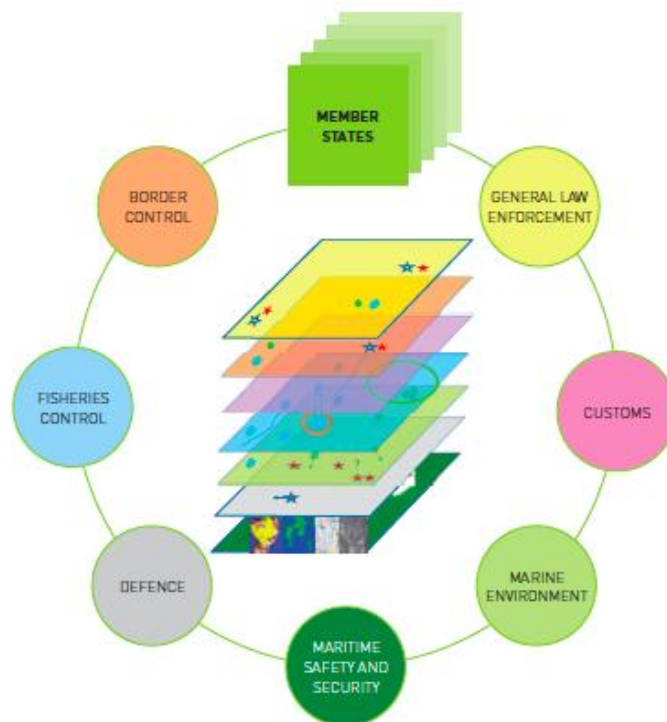 MEMBER
STATES
BORDER
CONTROL
GENERAL LAW
ENFORCEMENT
FISHERIES
CONTROL
CUSTOMS
DEFENCE
MARINE
ENVIRONMENT
MARITIME
SAFETY AND
SECURITY